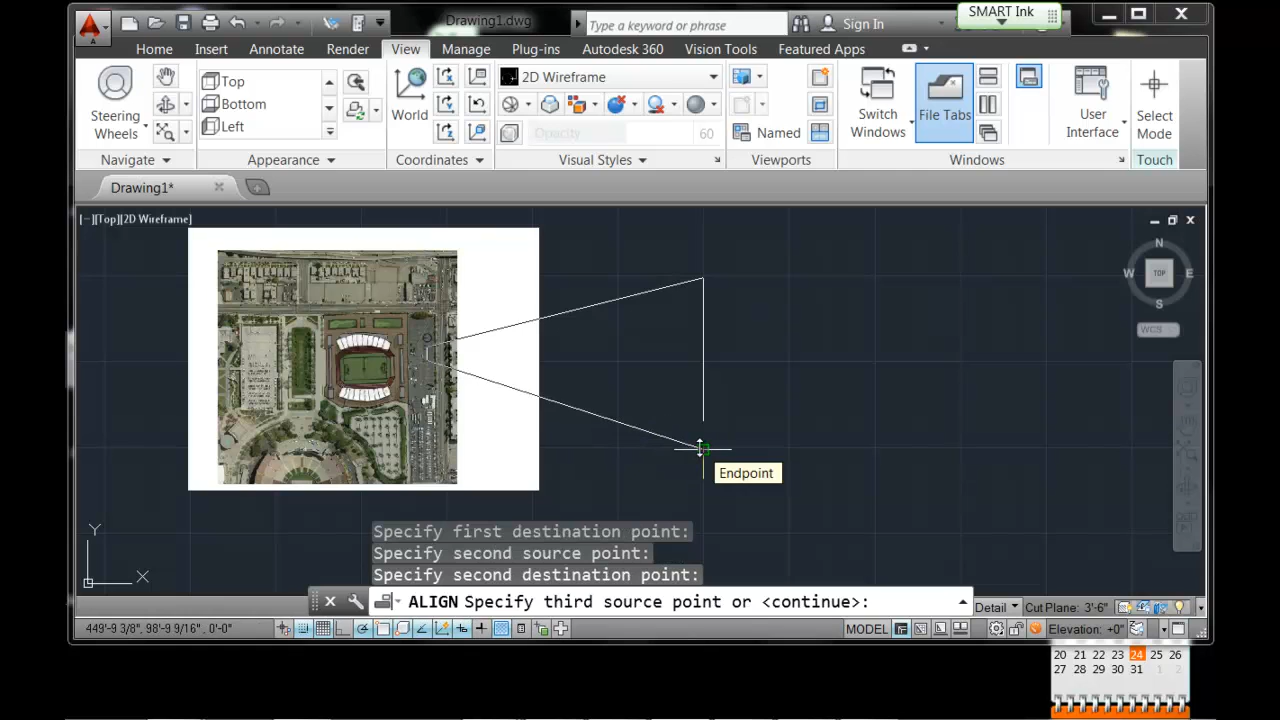 Drawing1.dwg
Type a keyword or phrase
Sign In
SMART Ink
A
Home Insert Annotate Render View Manage Plug-ins Autodesk 360 Vision Tools Featured Apps
Steering
Wheels
Navigate
Top
Bottom
Left
Appearance
World
Coordinates
2D Wireframe
Opacity 60
Visual Styles
Named
Viewports
Switch
Windows
File Tabs
User
Interface
Windows
Select
Mode
Touch
Drawing1*
[−][Top][2D Wireframe]
N
W TOP E
S
WCS
Endpoint
Y
X
Specify first destination point:
Specify second source point:
Specify second destination point:
ALIGN Specify third source point or <continue>:
Detail Cut Plane: 3'-6"
449'-9 3/8", 98'-9 9/16", 0'-0"
MODEL
Elevation: +0"
20 21 22 23 24 25 26
27 28 29 30 31 1 2